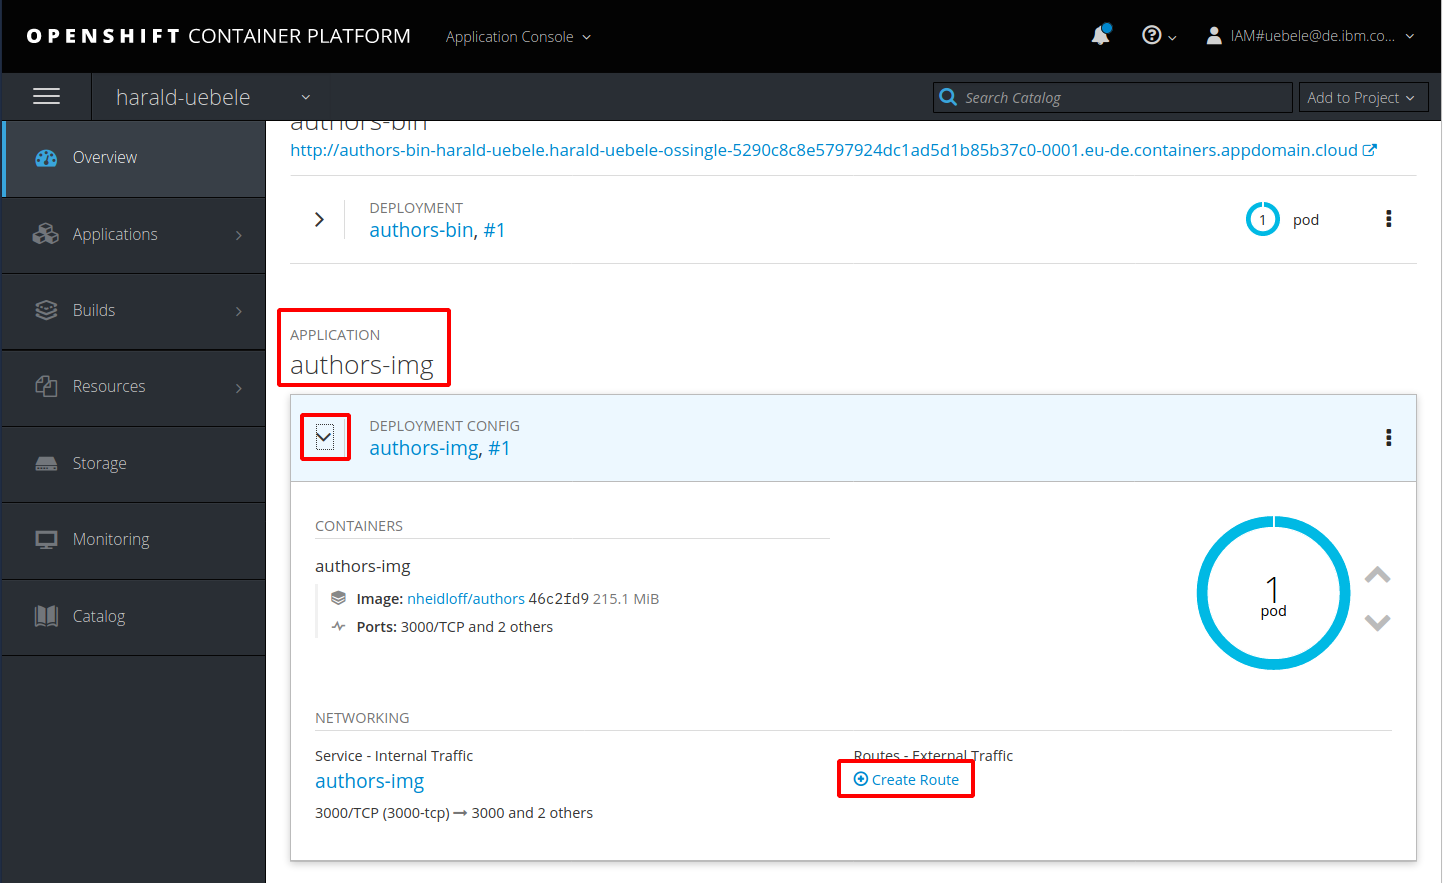 OPENSHIFT CONTAINER PLATFORM
Application Console
IAM#uebele@de.ibm.co...
harald-uebele
Search Catalog
Add to Project
Overview
Applications
Builds
Resources
Storage
Monitoring
Catalog
authors-bin
http://authors-bin-harald-uebele.harald-uebele-ossingle-5290c8c8e5797924dc1ad5d1b85b37c0-0001.eu-de.containers.appdomain.cloud
DEPLOYMENT
authors-bin, #1
1 pod
APPLICATION
authors-img
DEPLOYMENT CONFIG
authors-img, #1
CONTAINERS
authors-img
Image: nheidloff/authors 46c2fd9 215.1 MiB
Ports: 3000/TCP and 2 others
1
pod
NETWORKING
Service - Internal Traffic
authors-img
3000/TCP (3000-tcp) → 3000 and 2 others
Routes - External Traffic
Create Route